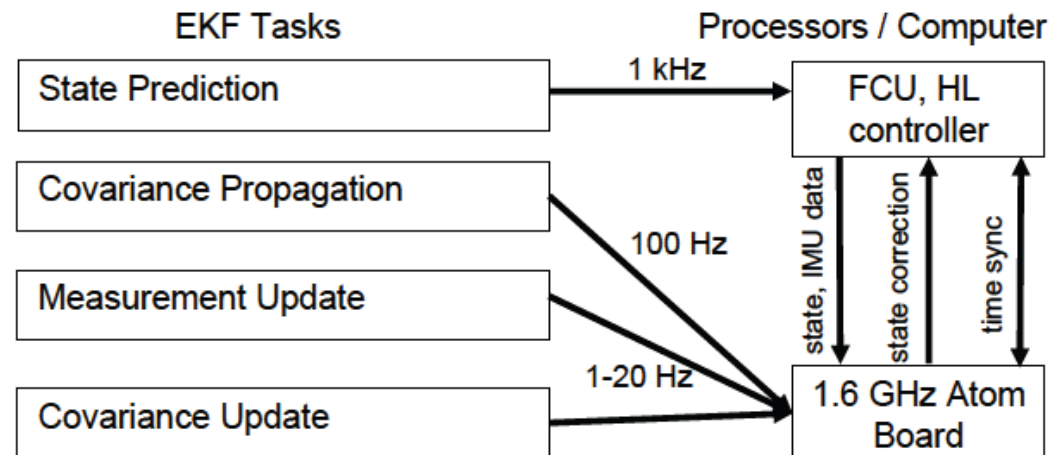 EKF Tasks
Processors / Computer
State Prediction
1 kHz
FCU, HL
controller
Covariance Propagation
100 Hz
state, IMU data
state correction
time sync
Measurement Update
1-20 Hz
Covariance Update
1.6 GHz Atom
Board